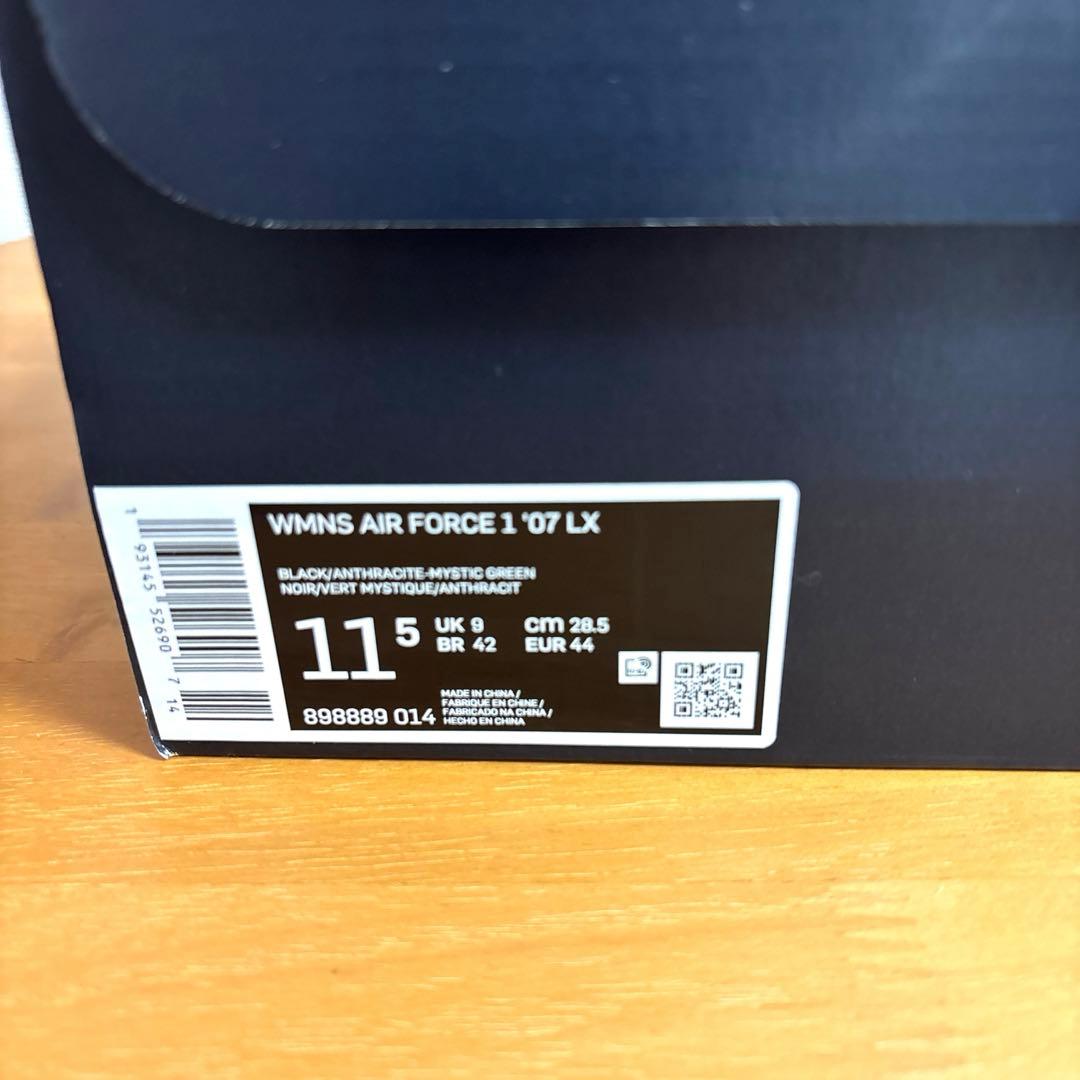 WMNS AIR FORCE 1 '07 LX
BLACK/ANTHRACITE-MYSTIC GREEN
NOIR/VERT MYSTIQUE/ANTHRACIT
11 5
UK 9 cm 28.5
BR 42 EUR 44
898889 014
MADE IN CHINA /
FABRIQUE EN CHINE /
FABRICADO NA CHINA /
HECHO EN CHINA
1 93145 52690 7 14